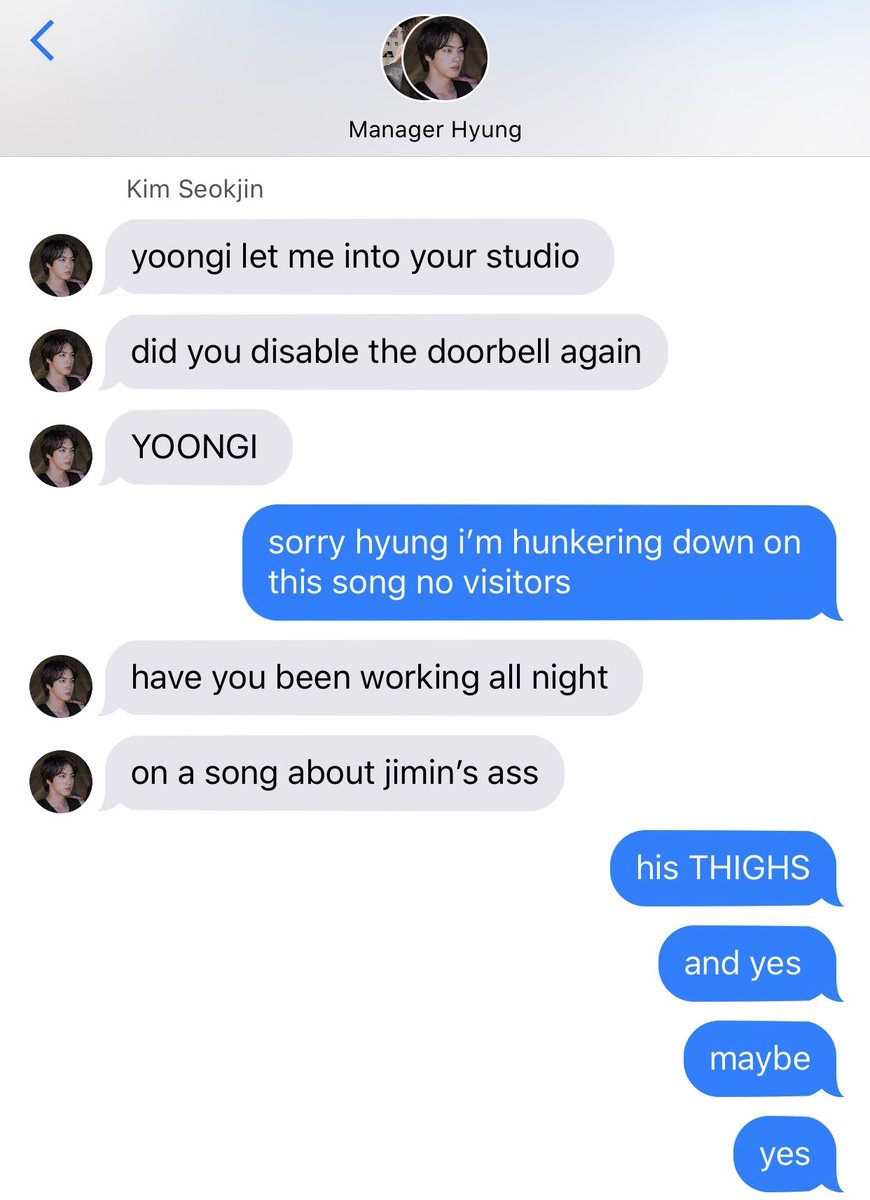 Manager Hyung
Kim Seokjin
yoongi let me into your studio
did you disable the doorbell again
YOONGI
sorry hyung i’m hunkering down on
this song no visitors
have you been working all night
on a song about jimin’s ass
his THIGHS
and yes
maybe
yes